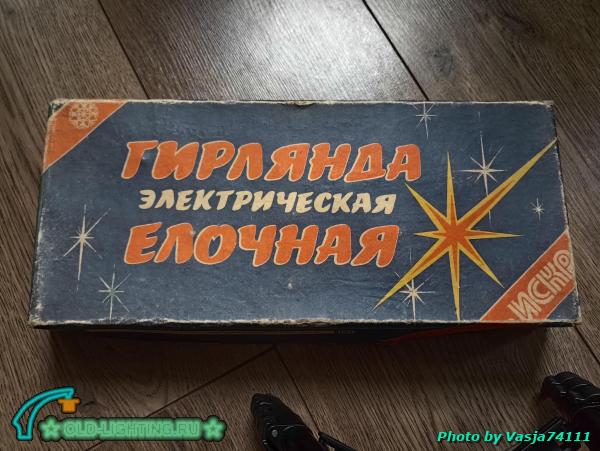 ГИРЛЯНДА
ЭЛЕКТРИЧЕСКАЯ
ЕЛОЧНАЯ
ИСКРА
OLD-LIGHTING.RU
Photo by Vasja74111